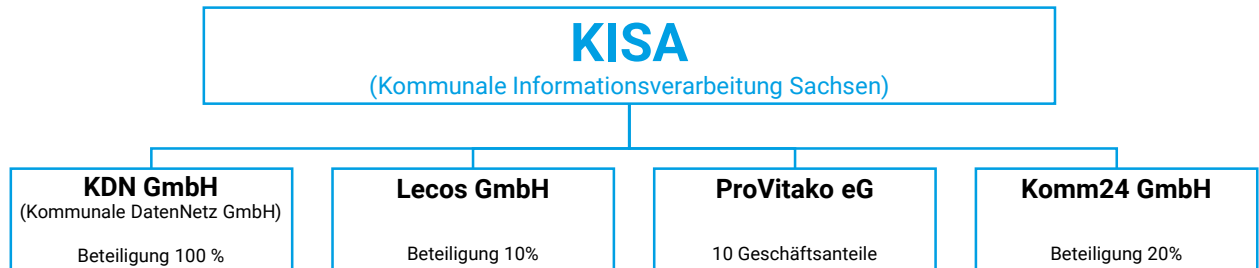 KISA
(Kommunale Informationsverarbeitung Sachsen)
KDN GmbH
(Kommunale DatenNetz GmbH)
Beteiligung 100 %
Lecos GmbH
Beteiligung 10%
ProVitako eG
10 Geschäftsanteile
Komm24 GmbH
Beteiligung 20%